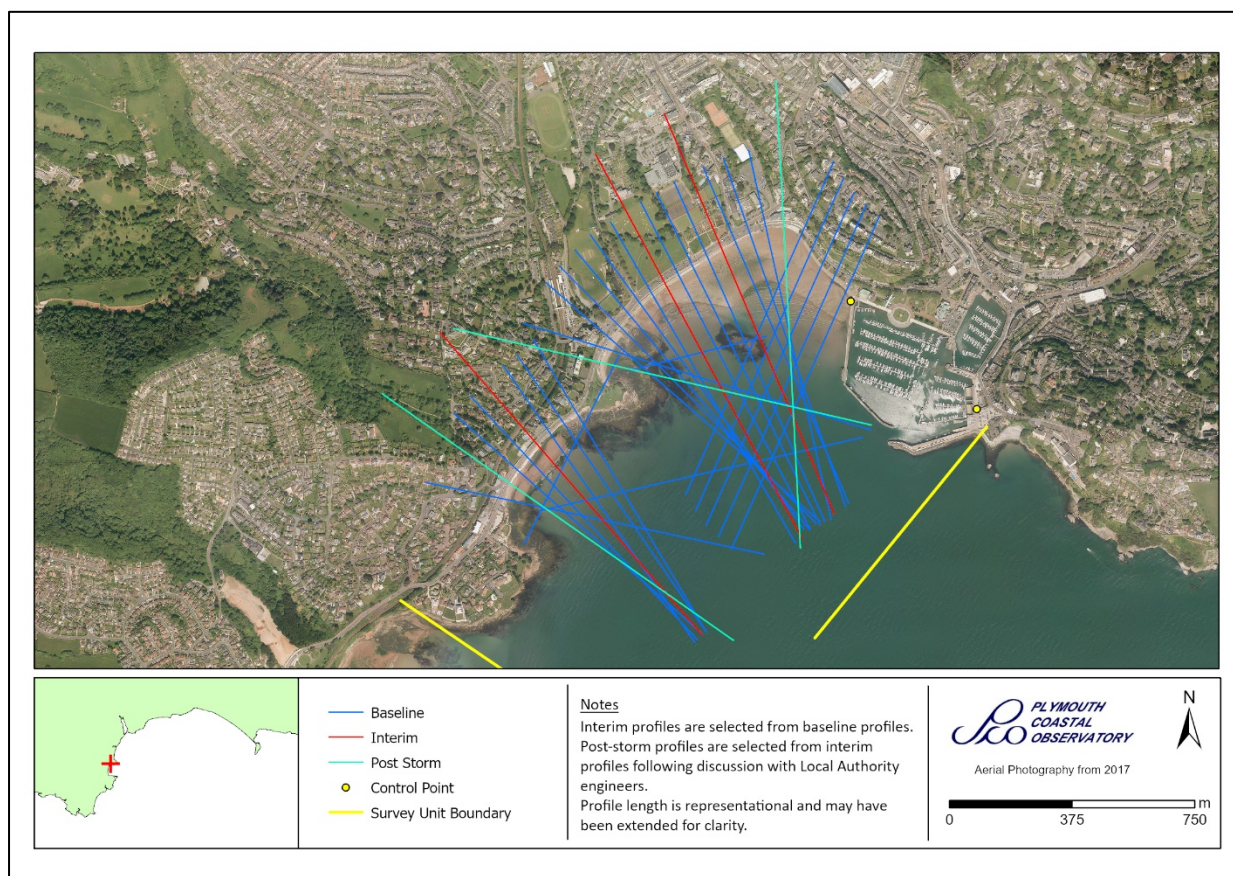 Baseline
Interim
Post Storm
Control Point
Survey Unit Boundary
Notes
Interim profiles are selected from baseline profiles.
Post-storm profiles are selected from interim
profiles following discussion with Local Authority
engineers.
Profile length is representational and may have
been extended for clarity.
PLYMOUTH
COASTAL
OBSERVATORY
N
Aerial Photography from 2017
m
0 375 750